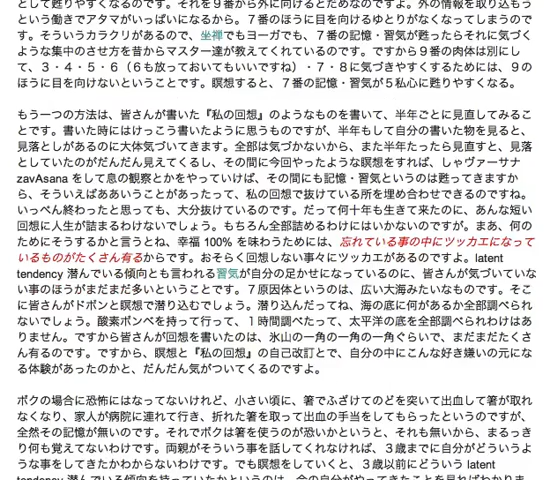 として甦りやすくなるのです。それを９番から外に向けるとだめなのですよ。外の情報を取り込もう
という働きでアタマがいっぱいになるから。７番のほうに目を向けるゆとりがなくなってしまうので
す。そういうカラクリがあるので、坐禅でもヨーガでも、７番の記憶・習気が甦ったらそれに気づく
ような集中のさせ方を昔からマスター達が教えてくれているのです。ですから９番の肉体は別にし
て、３・４・５・６（６も放っておいてもいいですね）・７・８に気づきやすくするためには、９の
ほうに目を向けないということです。瞑想すると、７番の記憶・習気が５私心に甦りやすくなる。
もう一つの方法は、皆さんが書いた『私の回想』のようなものを書いて、半年ごとに見直してみるこ
とです。書いた時にはけっこう書いたように思うものですが、半年もして自分の書いた物を見ると、
見落としがあるのに大体気づいてきます。全部は気づかないから、また半年たったら見直すと、見落
としていたのがだんだん見えてくるし、その間に今回やったような瞑想をすれば、しゃヴァーサナ
zavAsana をして息の観察とかをやっていけば、その間にも記憶・習気というのは甦ってきますか
ら、そういえばああいうことがあったって、私の回想で抜けている所を埋め合わせできるのですね。
いっぺん終わったと思っても、大分抜けているのです。だって何十年も生きて来たのに、あんな短い
回想に人生が詰まるわけないでしょう。もちろん全部詰めるわけにはいかないのですが。まあ、何の
ためにそうするかと言うとね、幸福 100% を味わうためには、忘れている事の中にツッカエになって
いるものがたくさん有るからです。おそらく回想しない事々にツッカエがあるのですよ。latent
tendency 潜んでいる傾向とも言われる習気が自分の足かせになっているのに、皆さんが気づいていな
い事のほうがまだまだ多いということです。７原因体というのは、広い大海みたいなものです。そこ
に皆さんがドボンと瞑想で潜り込むでしょう。潜り込んだってね、海の底に何があるか全部調べられ
ないでしょう。酸素ボンベを持って行って、１時間調べたって、太平洋の底を全部調べられわけはあ
りません。ですから皆さんが回想を書いたのは、氷山の一角の一角の一角ぐらいで、まだまだたくさ
ん有るのです。ですから、瞑想と『私の回想』の自己改訂とで、自分の中にこんな好き嫌いの元にな
る体験があったのかと、だんだん気がついてくるのですよ。
ボクの場合に恐怖にはなってないけれど、小さい頃に、箸でふざけてのどを突いて出血して箸が取れ
なくなり、家人が病院に連れて行き、折れた箸を取って出血の手当をしてもらったというのですが、
全然その記憶が無いのです。それでボクは箸を使うのが恐いかというと、それも無いから、まるっき
り何も覚えてないわけです。両親がそういう事を話してくれなければ、３歳までに自分がどういうよ
うな事をしてきたかわからないわけです。でも瞑想をしていくと、３歳以前にどういう latent
tendency 潜んでいる傾向を持っていたかというのは、今の自分がやってきたことを見ればわかりま